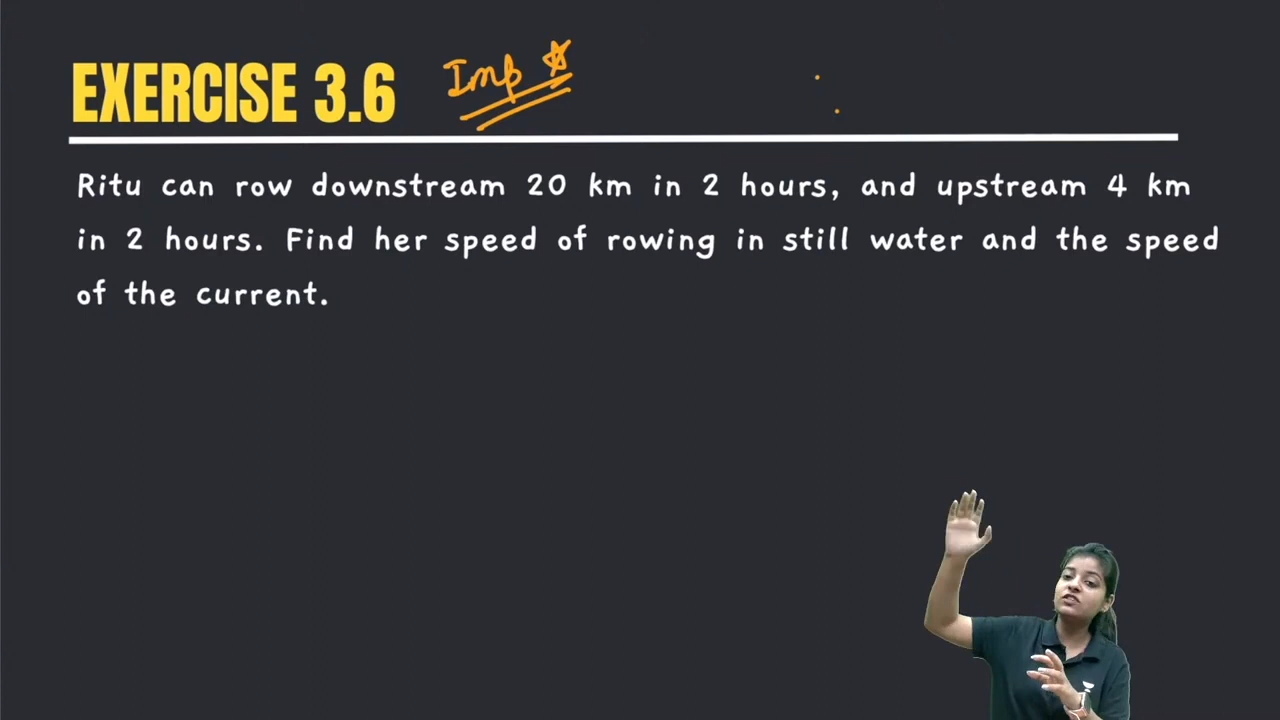 EXERCISE 3.6 Imp
Ritu can row downstream 20 km in 2 hours, and upstream 4 km
in 2 hours. Find her speed of rowing in still water and the speed
of the current.